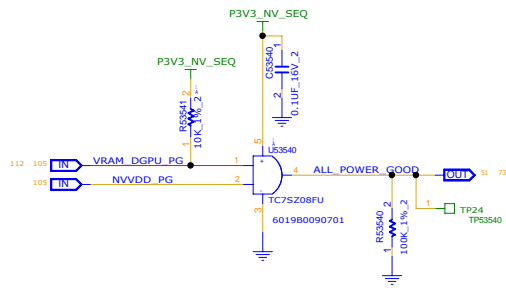 P3V3_NV_SEQ
P3V3_NV_SEQ
1
C53540
2
0.1UF_16V_2
2
R53541
10K_1%_2
1
5
U53540
112 105 IN VRAM_DGPU_PG 1
+
4 ALL_POWER_GOOD OUT 51 73
105 IN NVVDD_PG 2
-
3
TC7SZ08FU
6019B0090701
2
R53540
100K_1%_2
1
1
TP24
TP53540